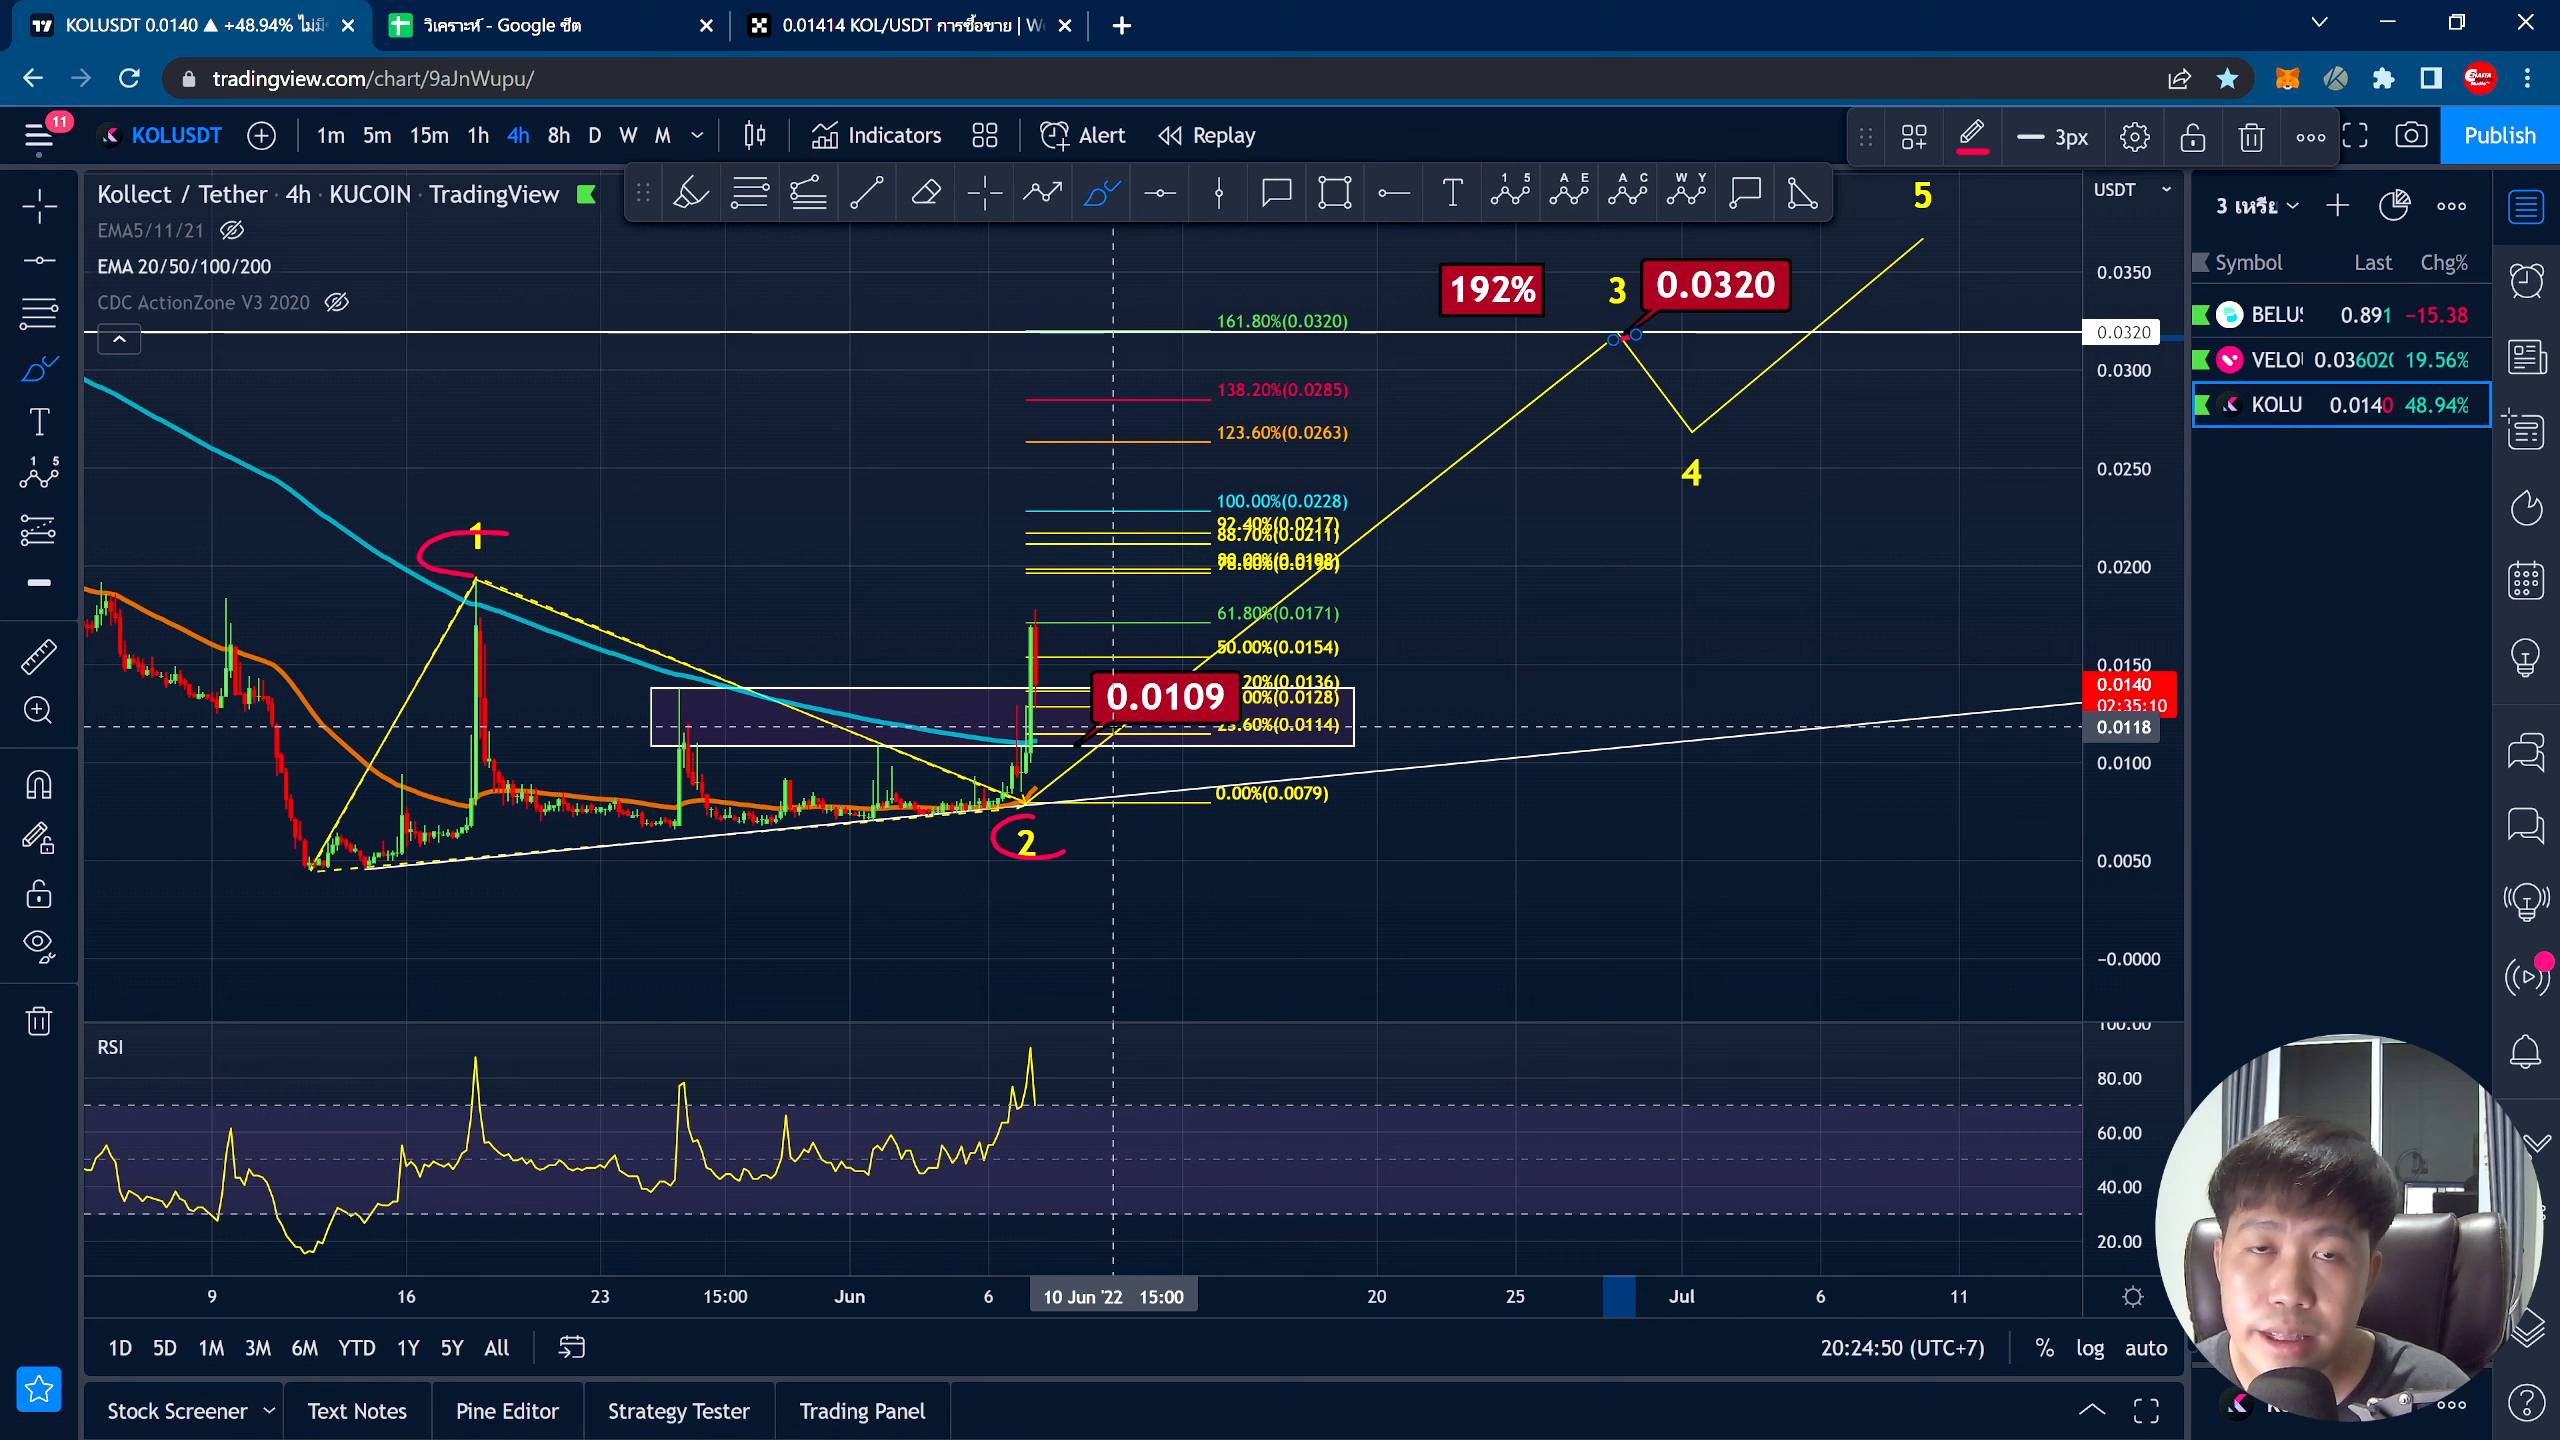 KOLUSDT 0.0140 ▲ +48.94% ไม่มี
วิเคราะห์ - Google ชีต
0.01414 KOL/USDT การซื้อขาย | W
tradingview.com/chart/9aJnWupu/
11
KOLUSDT
1m 5m 15m 1h 4h 8h D W M
Indicators
Alert
Replay
3px
Publish
Kollect / Tether · 4h · KUCOIN · TradingView
EMA5/11/21
EMA 20/50/100/200
CDC ActionZone V3 2020
USDT
3 เหรีย
Symbol Last Chg%
BELUS 0.891 −15.38
VELO 0.03602 19.56%
KOLU 0.0140 48.94%
5
192%
3
0.0320
161.80%(0.0320)
0.0320
138.20%(0.0285)
123.60%(0.0263)
4
100.00%(0.0228)
92.40%(0.0217)
88.70%(0.0211)
1
61.80%(0.0171)
50.00%(0.0154)
20%(0.0136)
00%(0.0128)
0.0109
23.60%(0.0114)
0.00%(0.0079)
2
0.0350
0.0300
0.0250
0.0200
0.0150
0.0140
02:35:10
0.0118
0.0100
0.0050
−0.0000
RSI
100.00
80.00
60.00
40.00
20.00
9 16 23 15:00 Jun 6 10 Jun '22 15:00 20 25 Jul 6 11
1D 5D 1M 3M 6M YTD 1Y 5Y All
20:24:50 (UTC+7) % log auto
Stock Screener Text Notes Pine Editor Strategy Tester Trading Panel